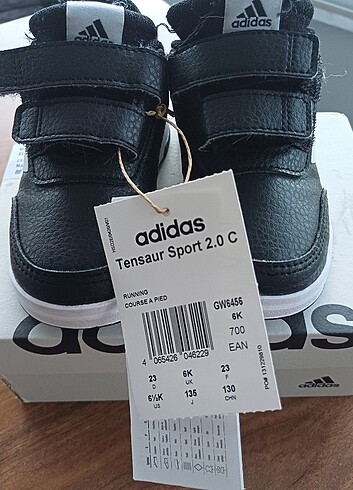 adidas
adidas
adidas
Tensaur Sport 2.0 C
RUNNING
COURSE À PIED
GW6456
6K
700
EAN
4 065426 046229
23 6K 23
D UK F
6½K 135 130
US J CHN
adidas